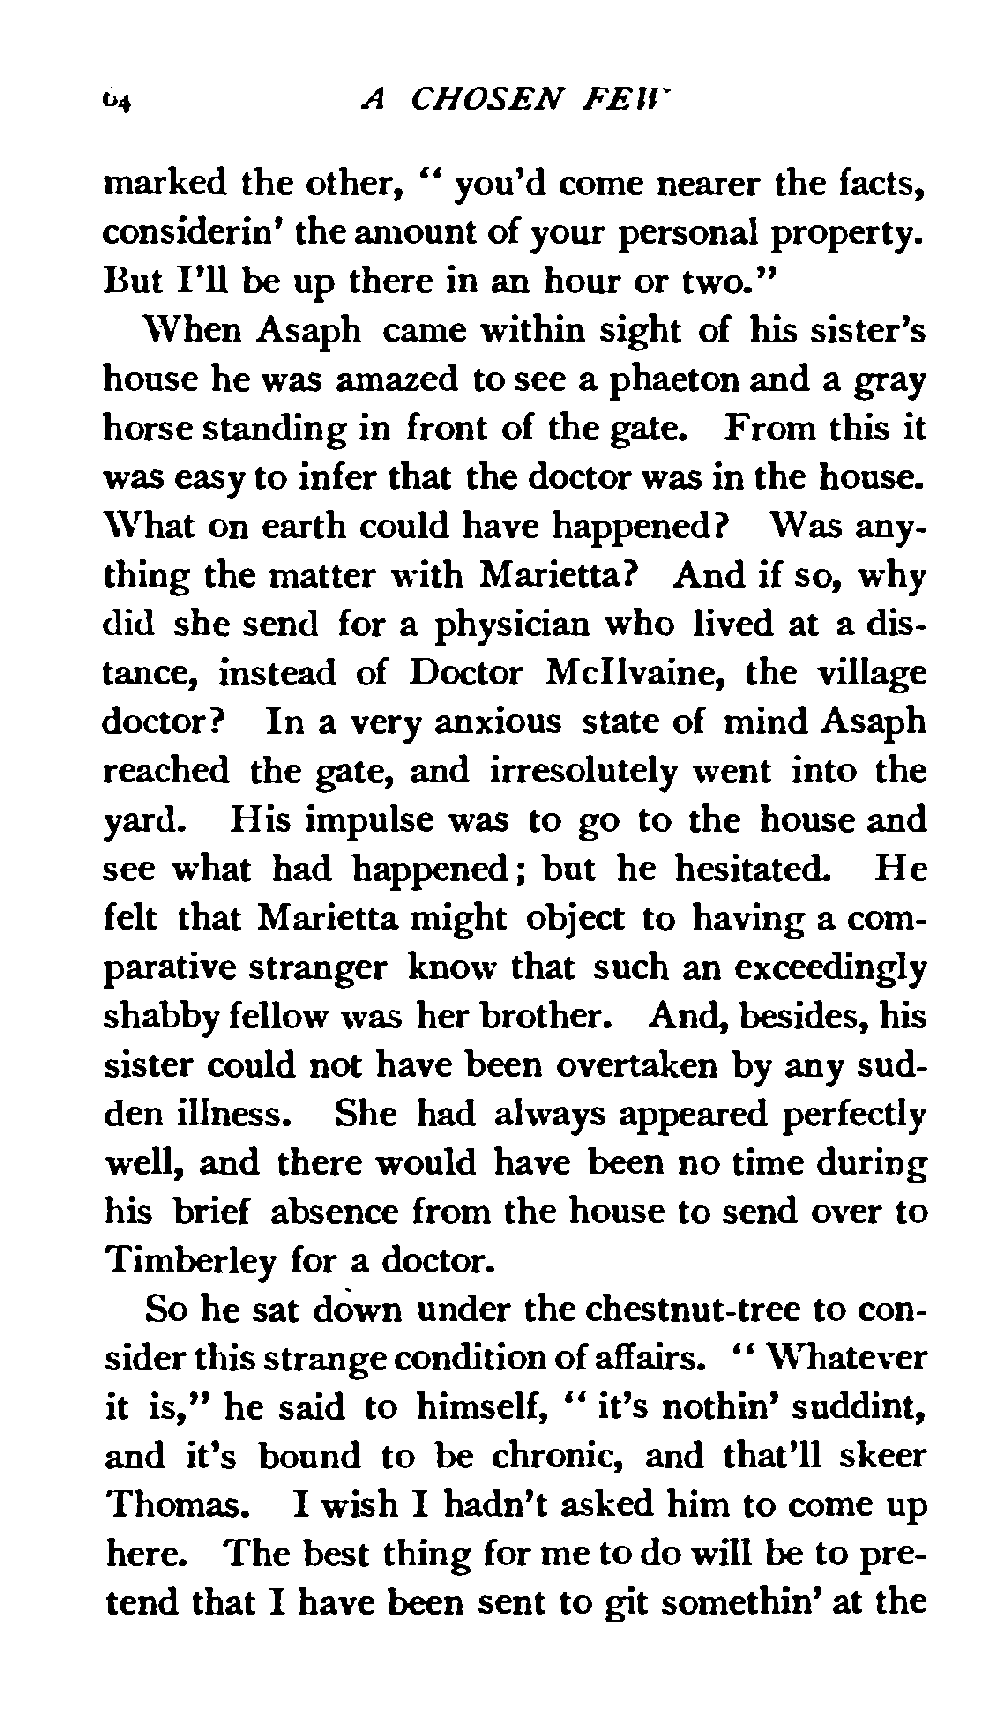 64 A CHOSEN FEW
marked the other, “ you’d come nearer the facts,
considerin’ the amount of your personal property.
But I’ll be up there in an hour or two.”
When Asaph came within sight of his sister’s
house he was amazed to see a phaeton and a gray
horse standing in front of the gate. From this it
was easy to infer that the doctor was in the house.
What on earth could have happened? Was any-
thing the matter with Marietta? And if so, why
did she send for a physician who lived at a dis-
tance, instead of Doctor McIlvaine, the village
doctor? In a very anxious state of mind Asaph
reached the gate, and irresolutely went into the
yard. His impulse was to go to the house and
see what had happened; but he hesitated. He
felt that Marietta might object to having a com-
parative stranger know that such an exceedingly
shabby fellow was her brother. And, besides, his
sister could not have been overtaken by any sud-
den illness. She had always appeared perfectly
well, and there would have been no time during
his brief absence from the house to send over to
Timberley for a doctor.
So he sat down under the chestnut-tree to con-
sider this strange condition of affairs. “ Whatever
it is,” he said to himself, “ it’s nothin’ suddint,
and it’s bound to be chronic, and that’ll skeer
Thomas. I wish I hadn’t asked him to come up
here. The best thing for me to do will be to pre-
tend that I have been sent to git somethin’ at the